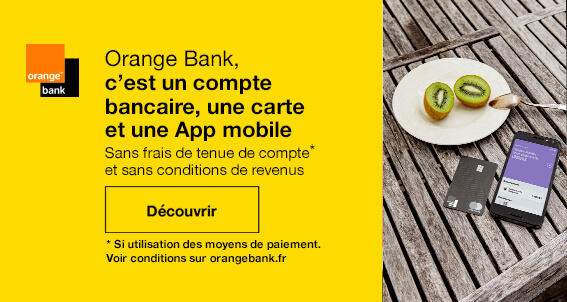 orange™
bank
Orange Bank,
c'est un compte
bancaire, une carte
et une App mobile
Sans frais de tenue de compte*
et sans conditions de revenus
Découvrir
* Si utilisation des moyens de paiement.
Voir conditions sur orangebank.fr